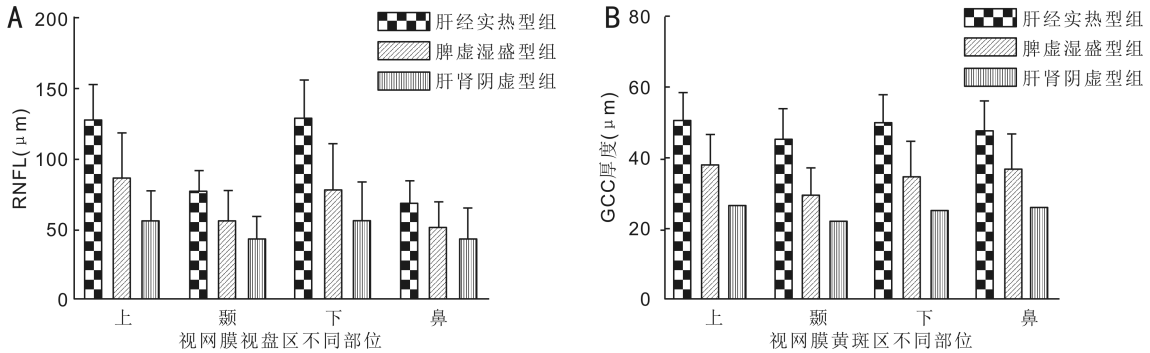 A
200
150
100
50
0
RNFL(μm)
肝经实热型组
脾虚湿盛型组
肝肾阴虚型组
上 颞 下 鼻
视网膜视盘区不同部位
B
80
60
40
20
0
GCC厚度(μm)
肝经实热型组
脾虚湿盛型组
肝肾阴虚型组
上 颞 下 鼻
视网膜黄斑区不同部位